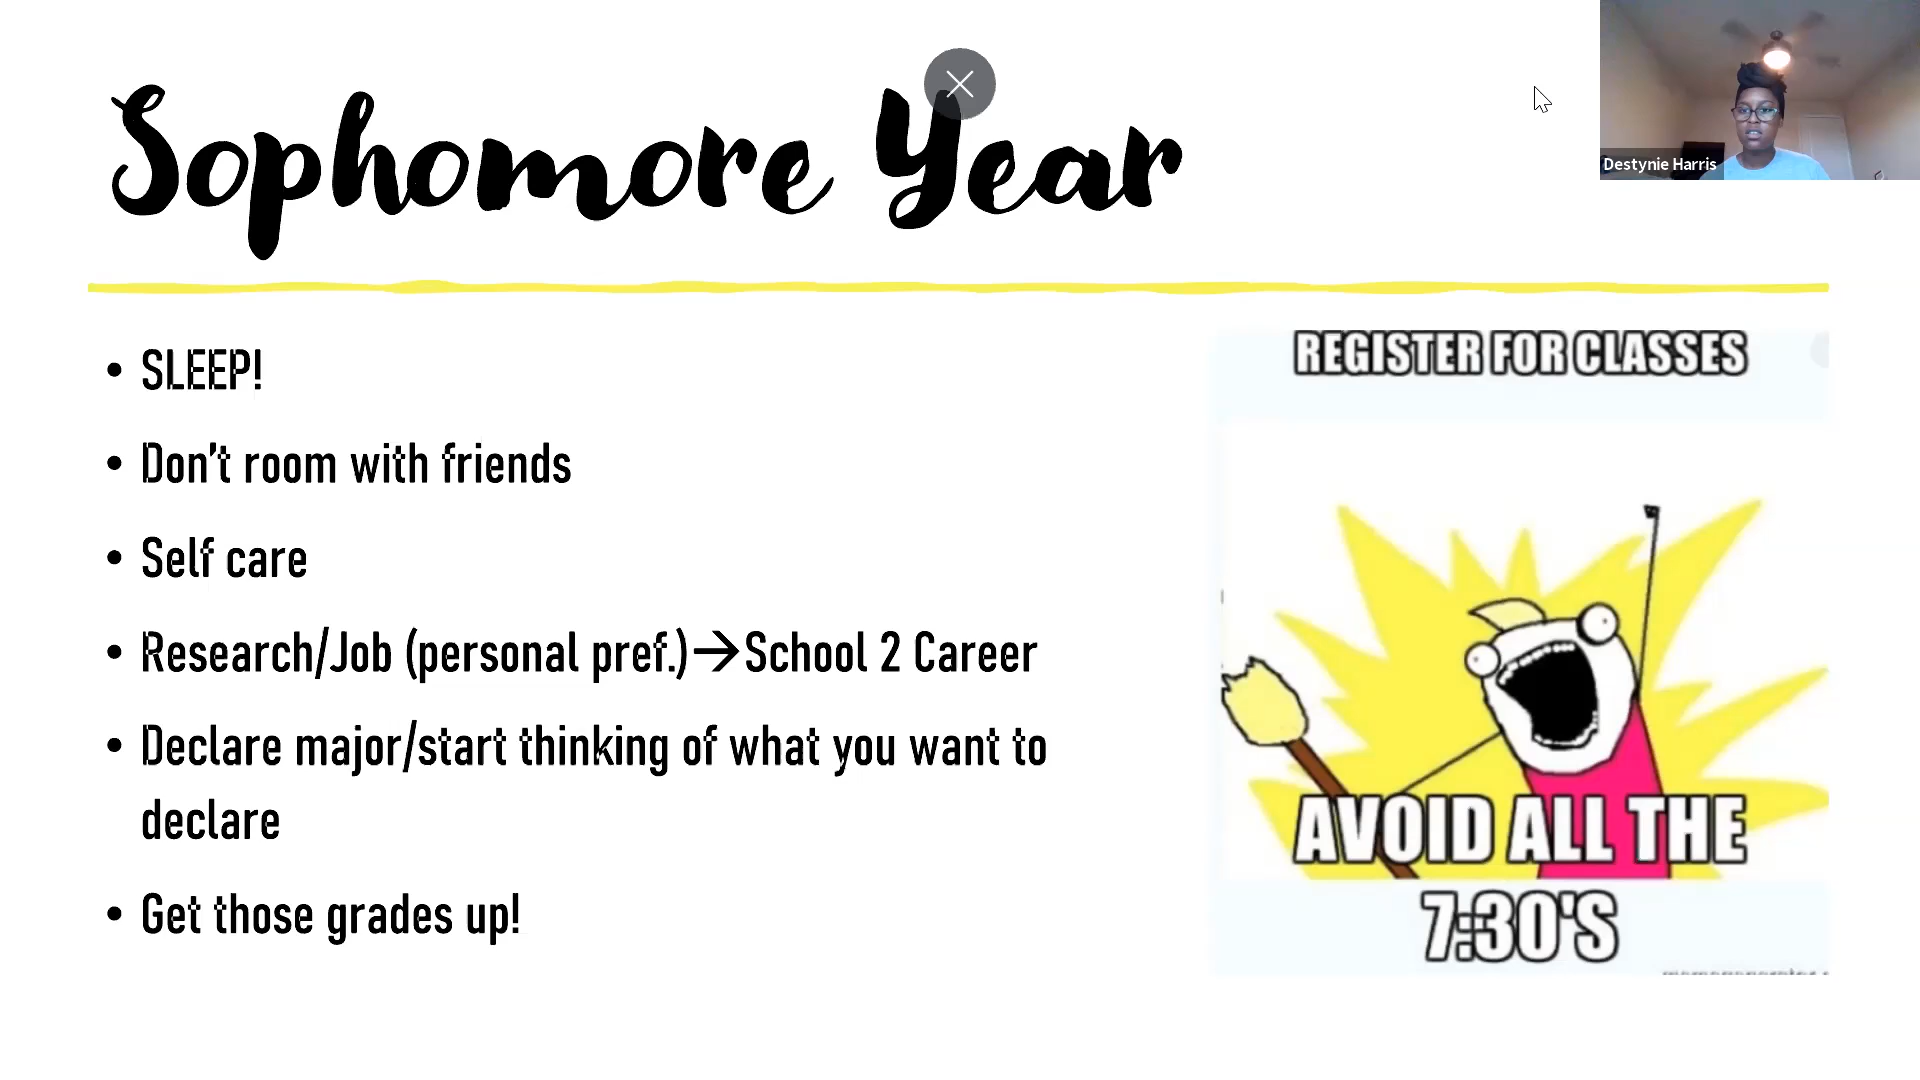 Sophomore Year
Destynie Harris
• SLEEP!
• Don't room with friends
• Self care
• Research/Job (personal pref.)→School 2 Career
• Declare major/start thinking of what you want to
declare
• Get those grades up!
REGISTER FOR CLASSES
AVOID ALL THE
7:30'S